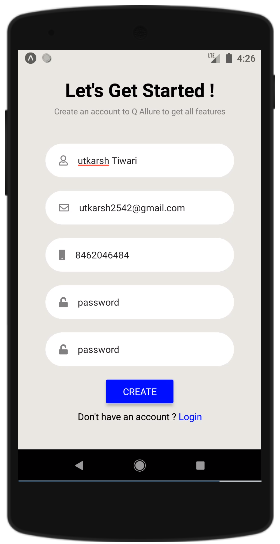 LTE 4:26
Let's Get Started !
Create an account to Q Allure to get all features
utkarsh Tiwari
utkarsh2542@gmail.com
8462046484
password
password
CREATE
Don't have an account ? Login